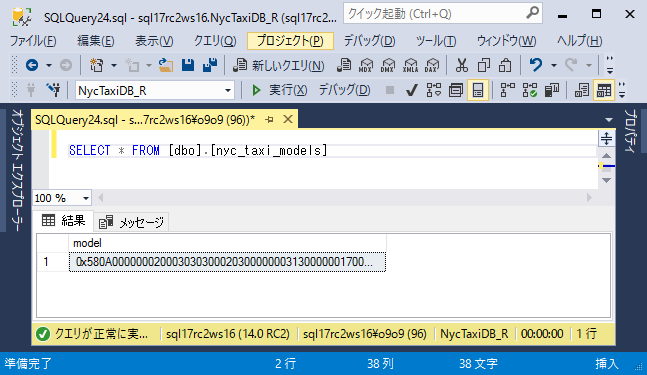 SQLQuery24.sql - sql17rc2ws16.NycTaxiDB_R (sql17rc2...
クイック起動 (Ctrl+Q)
ファイル(F) 編集(E) 表示(V) クエリ(Q) プロジェクト(P) デバッグ(D) ツール(T) ウィンドウ(W) ヘルプ(H)
新しいクエリ(N) MDX DMX XMLA DAX
NycTaxiDB_R 実行(X) デバッグ(D)
オブジェクト エクスプローラー
SQLQuery24.sql - s...7rc2ws16¥o9o9 (96))*
プロパティ
SELECT * FROM [dbo].[nyc_taxi_models]
100 %
結果 メッセージ
model
1 0x580A000000020003030300020300000003130000001700...
クエリが正常に実... sql17rc2ws16 (14.0 RC2) sql17rc2ws16¥o9o9 (96) NycTaxiDB_R 00:00:00 1 行
準備完了 2 行 38 列 38 文字 挿入